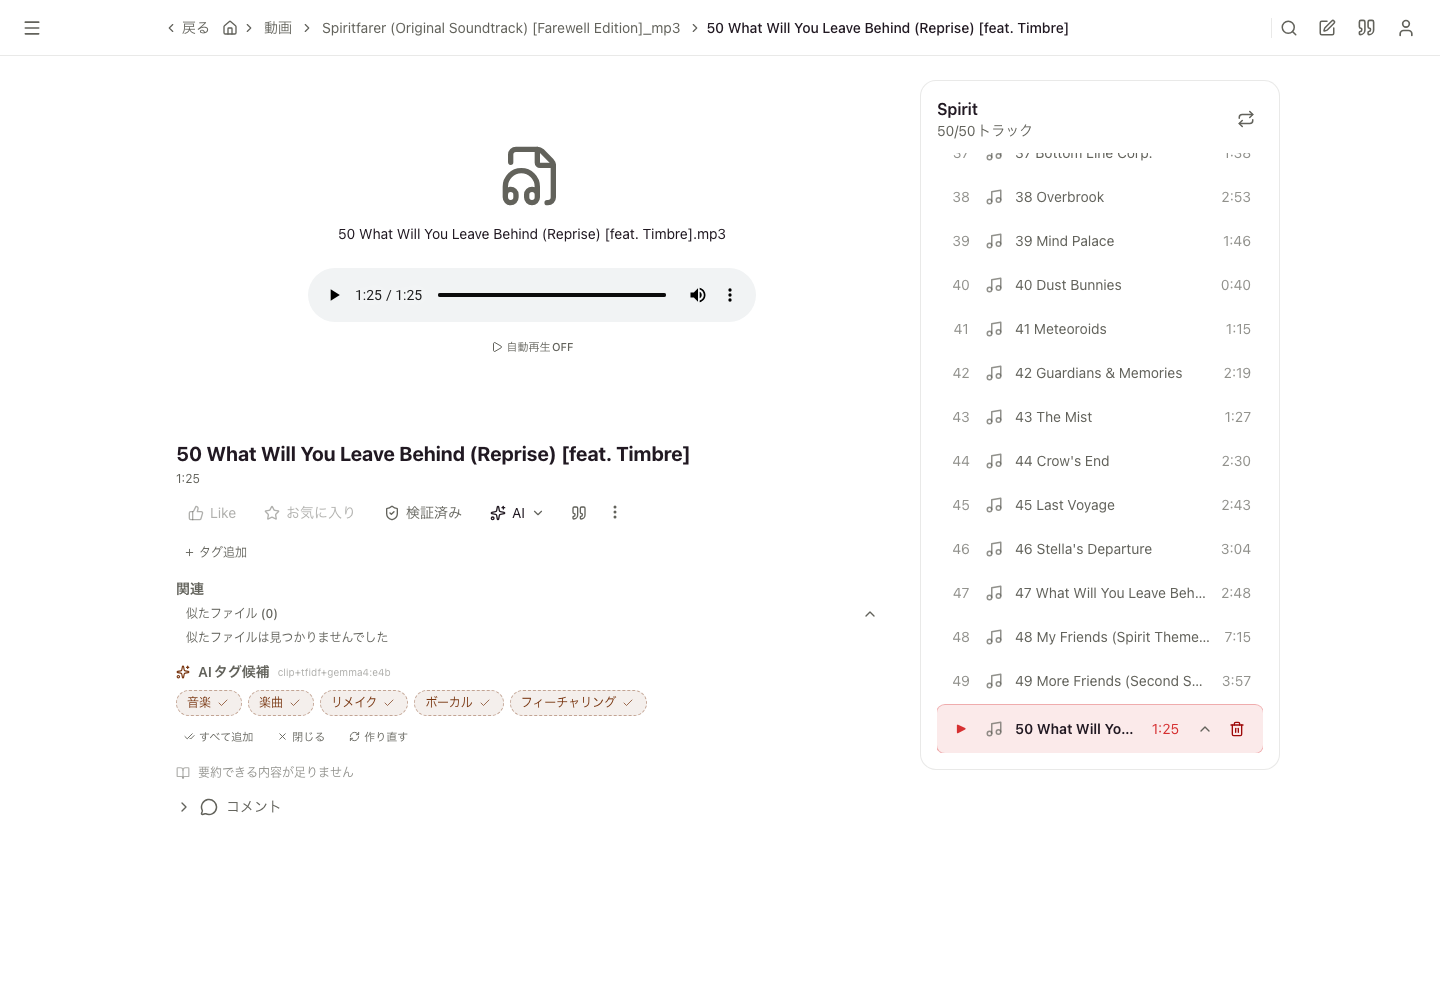 戻る 動画 Spiritfarer (Original Soundtrack) [Farewell Edition]_mp3 50 What Will You Leave Behind (Reprise) [feat. Timbre]
50 What Will You Leave Behind (Reprise) [feat. Timbre].mp3
1:25 / 1:25
自動再生OFF
50 What Will You Leave Behind (Reprise) [feat. Timbre]
1:25
Like お気に入り 検証済み AI
+ タグ追加
関連
似たファイル (0)
似たファイルは見つかりませんでした
AIタグ候補 clip+tfidf+gemma4:e4b
音楽 楽曲 リメイク ボーカル フィーチャリング
すべて追加 閉じる 作り直す
要約できる内容が足りません
コメント
Spirit
50/50トラック
37 37 Bottom Line Corp. 1:38
38 38 Overbrook 2:53
39 39 Mind Palace 1:46
40 40 Dust Bunnies 0:40
41 41 Meteoroids 1:15
42 42 Guardians & Memories 2:19
43 43 The Mist 1:27
44 44 Crow's End 2:30
45 45 Last Voyage 2:43
46 46 Stella's Departure 3:04
47 47 What Will You Leave Beh... 2:48
48 48 My Friends (Spirit Theme... 7:15
49 49 More Friends (Second S... 3:57
50 What Will Yo... 1:25